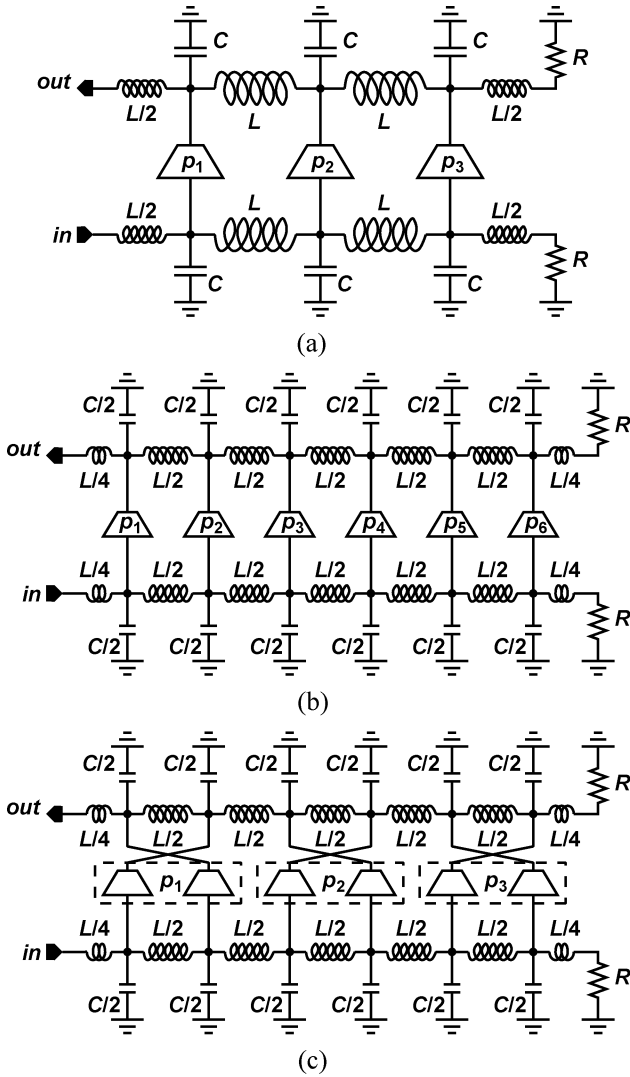 C C C
out R
L/2 L L L/2
p1 p2 p3
L/2 L L L/2
in R
C C C
(a)
C/2 C/2 C/2 C/2 C/2 C/2
out R
L/4 L/2 L/2 L/2 L/2 L/2 L/4
p1 p2 p3 p4 p5 p6
L/4 L/2 L/2 L/2 L/2 L/2 L/4
in R
C/2 C/2 C/2 C/2 C/2 C/2
(b)
C/2 C/2 C/2 C/2 C/2 C/2
out R
L/4 L/2 L/2 L/2 L/2 L/2 L/4
p1 p2 p3
L/4 L/2 L/2 L/2 L/2 L/2 L/4
in R
C/2 C/2 C/2 C/2 C/2 C/2
(c)